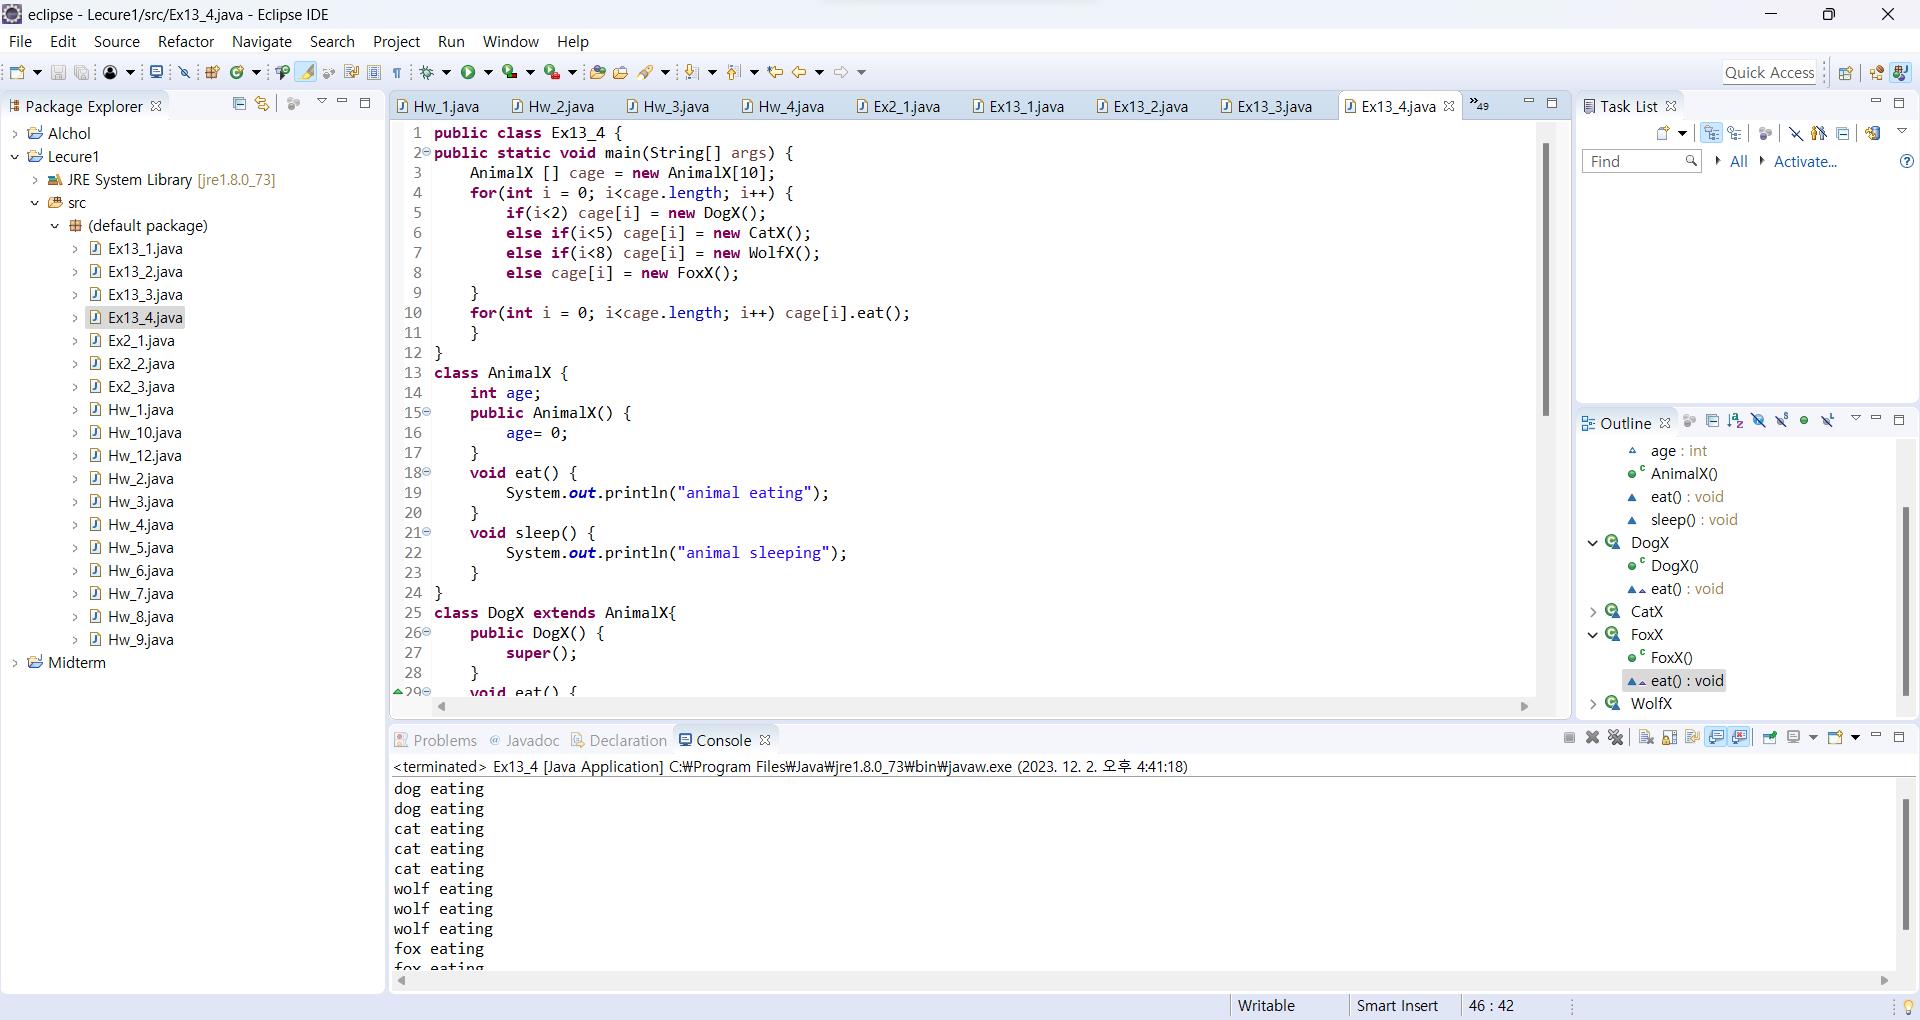 eclipse - Lecure1/src/Ex13_4.java - Eclipse IDE
File Edit Source Refactor Navigate Search Project Run Window Help
Quick Access
Package Explorer
Alchol
Lecure1
JRE System Library [jre1.8.0_73]
src
(default package)
Ex13_1.java
Ex13_2.java
Ex13_3.java
Ex13_4.java
Ex2_1.java
Ex2_2.java
Ex2_3.java
Hw_1.java
Hw_10.java
Hw_12.java
Hw_2.java
Hw_3.java
Hw_4.java
Hw_5.java
Hw_6.java
Hw_7.java
Hw_8.java
Hw_9.java
Midterm
Hw_1.java Hw_2.java Hw_3.java Hw_4.java Ex2_1.java Ex13_1.java Ex13_2.java Ex13_3.java Ex13_4.java »49
1 public class Ex13_4 {
2 public static void main(String[] args) {
3 AnimalX [] cage = new AnimalX[10];
4 for(int i = 0; i<cage.length; i++) {
5 if(i<2) cage[i] = new DogX();
6 else if(i<5) cage[i] = new CatX();
7 else if(i<8) cage[i] = new WolfX();
8 else cage[i] = new FoxX();
9 }
10 for(int i = 0; i<cage.length; i++) cage[i].eat();
11 }
12 }
13 class AnimalX {
14 int age;
15 public AnimalX() {
16 age= 0;
17 }
18 void eat() {
19 System.out.println("animal eating");
20 }
21 void sleep() {
22 System.out.println("animal sleeping");
23 }
24 }
25 class DogX extends AnimalX{
26 public DogX() {
27 super();
28 }
29 void eat() {
Task List
Find All Activate...
Outline
age : int
AnimalX()
eat() : void
sleep() : void
DogX
DogX()
eat() : void
CatX
FoxX
FoxX()
eat() : void
WolfX
Problems @ Javadoc Declaration Console
<terminated> Ex13_4 [Java Application] C:₩Program Files₩Java₩jre1.8.0_73₩bin₩javaw.exe (2023. 12. 2. 오후 4:41:18)
dog eating
dog eating
cat eating
cat eating
cat eating
wolf eating
wolf eating
wolf eating
fox eating
fox eating
Writable Smart Insert 46 : 42